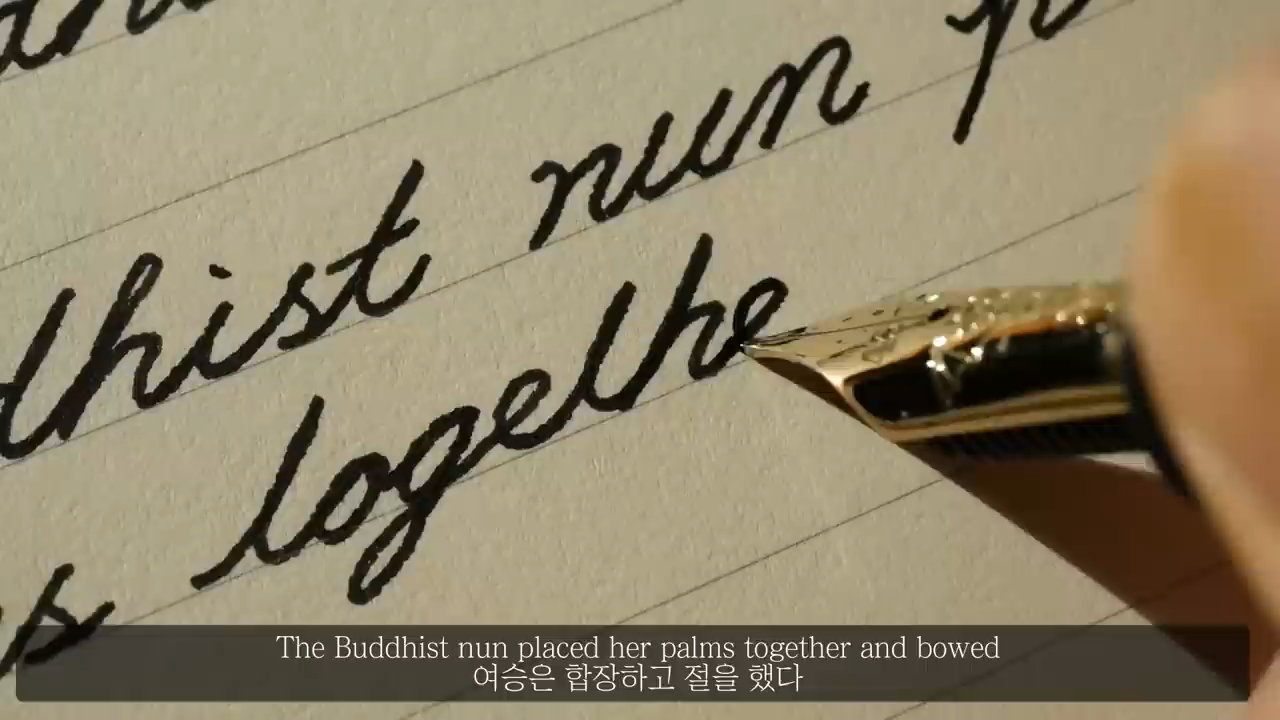 dhist nun p
s togethe
The Buddhist nun placed her palms together and bowed
여승은 합장하고 절을 했다